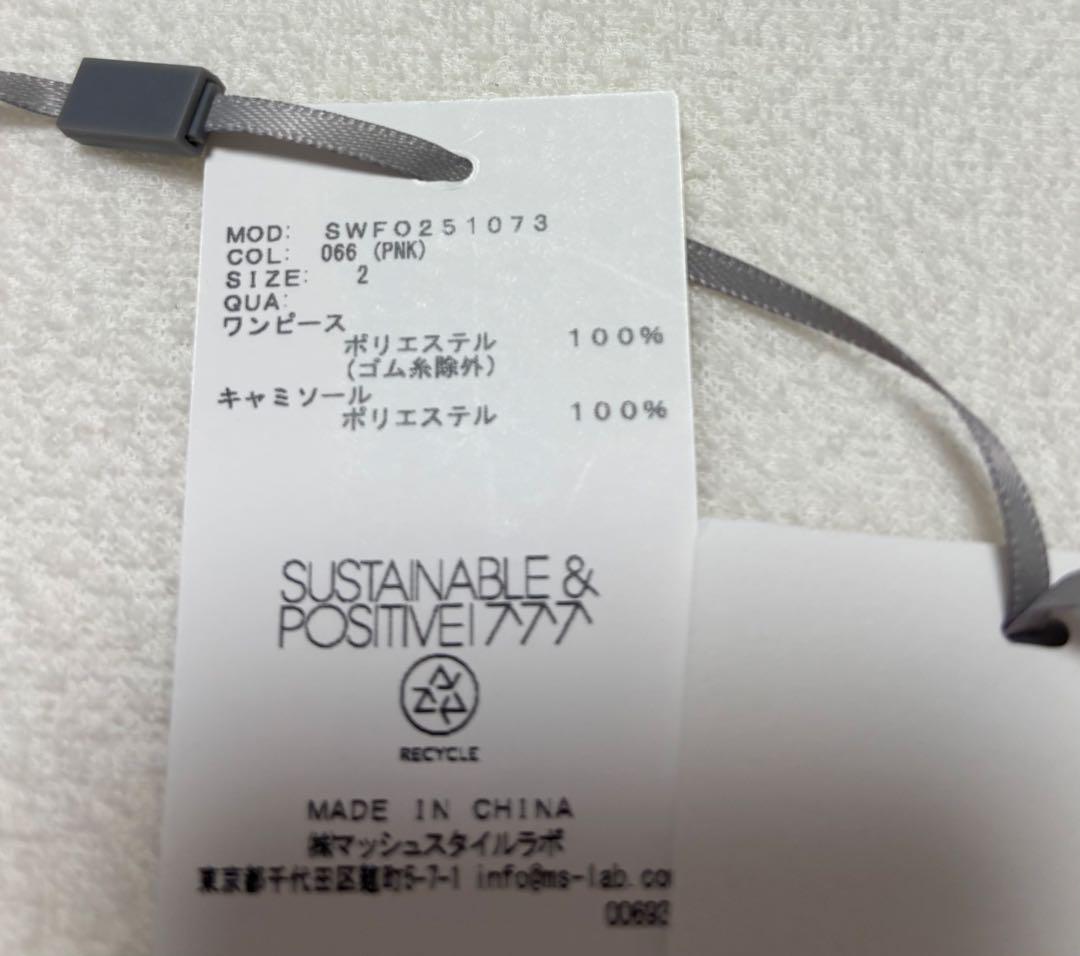 MOD: SWFO251073
COL: 066 (PNK)
SIZE: 2
QUA:
ワンピース
ポリエステル 100%
(ゴム糸除外)
キャミソール
ポリエステル 100%
SUSTAINABLE &
POSITIVE!
RECYCLE
MADE IN CHINA
㈱マッシュスタイルラボ
東京都千代田区麹町5-7-1 info@ms-lab.co
00693